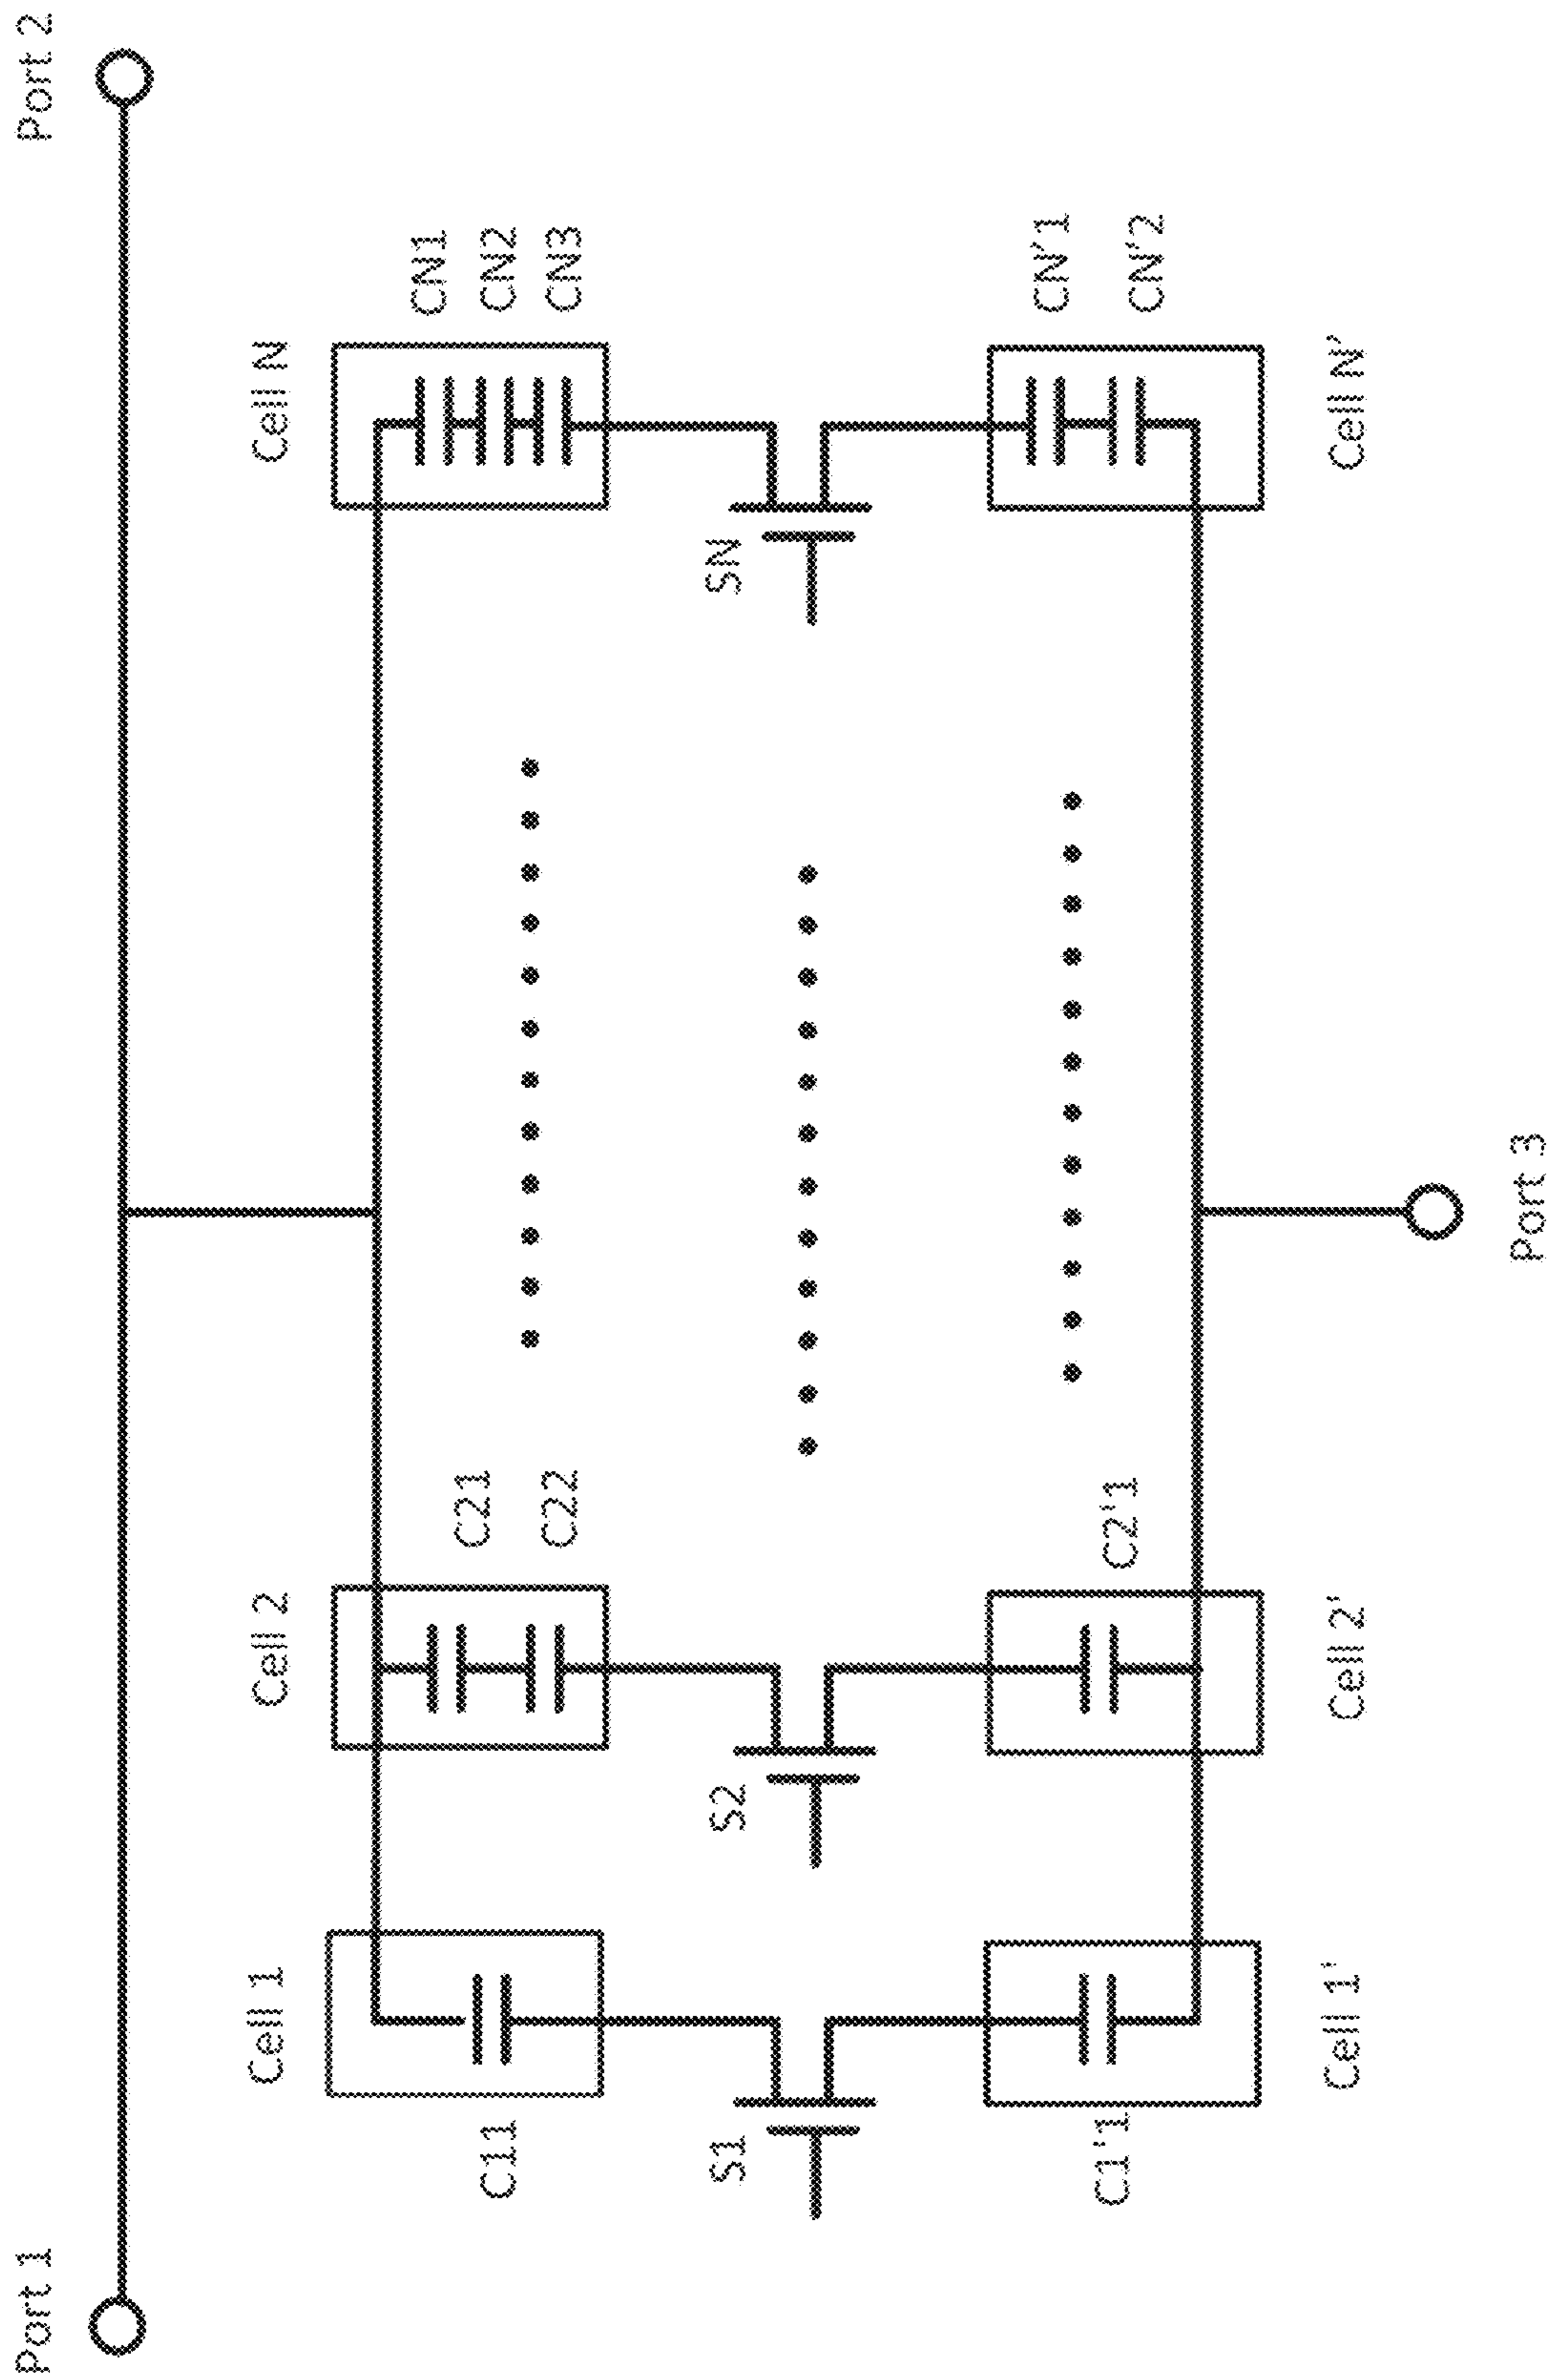 Port 1
Port 2
Cell 1
Cell 2
Cell N
C11
C21
C22
CN1
CN2
CN3
S1
S2
SN
C1'1
C2'1
CN'1
CN'2
Cell 1'
Cell 2'
Cell N'
Port 3